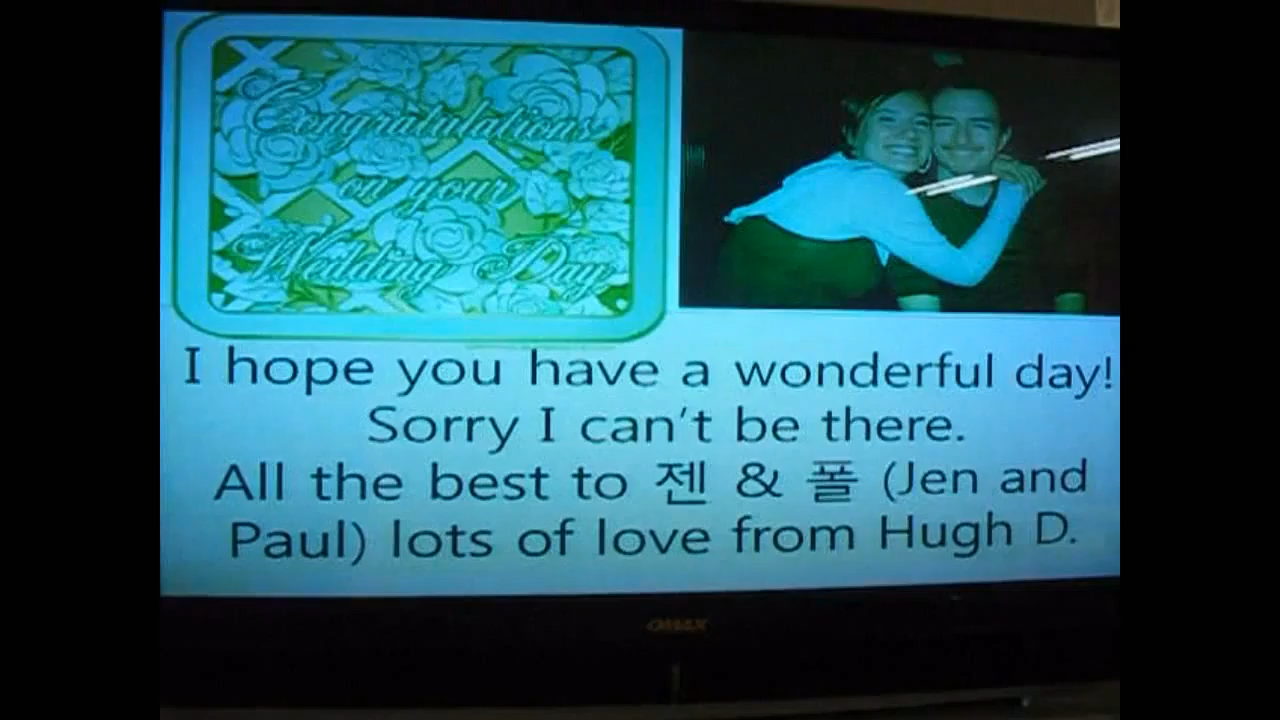 Congratulations
on your
Wedding Day
I hope you have a wonderful day!
Sorry I can't be there.
All the best to 젠 & 폴 (Jen and
Paul) lots of love from Hugh D.